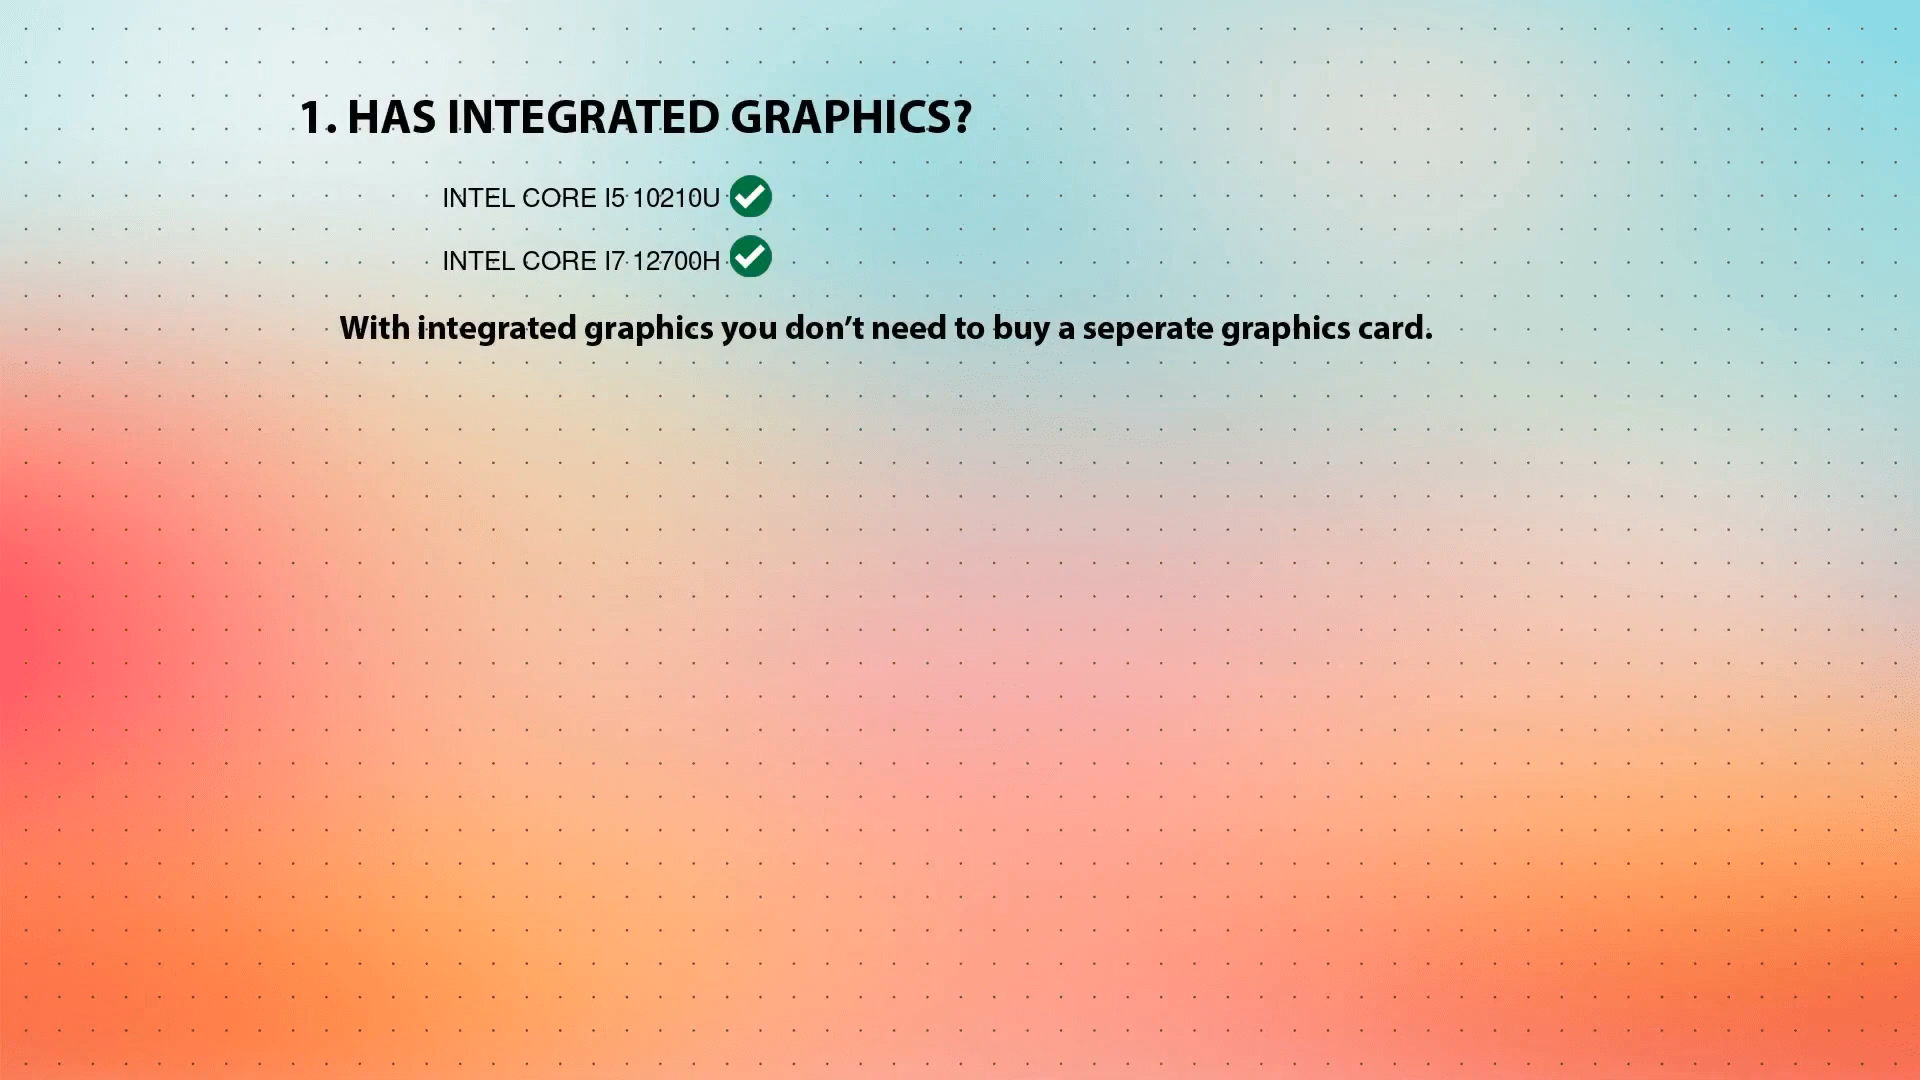 1. HAS INTEGRATED GRAPHICS?
INTEL CORE I5 10210U
INTEL CORE I7 12700H
With integrated graphics you don’t need to buy a seperate graphics card.